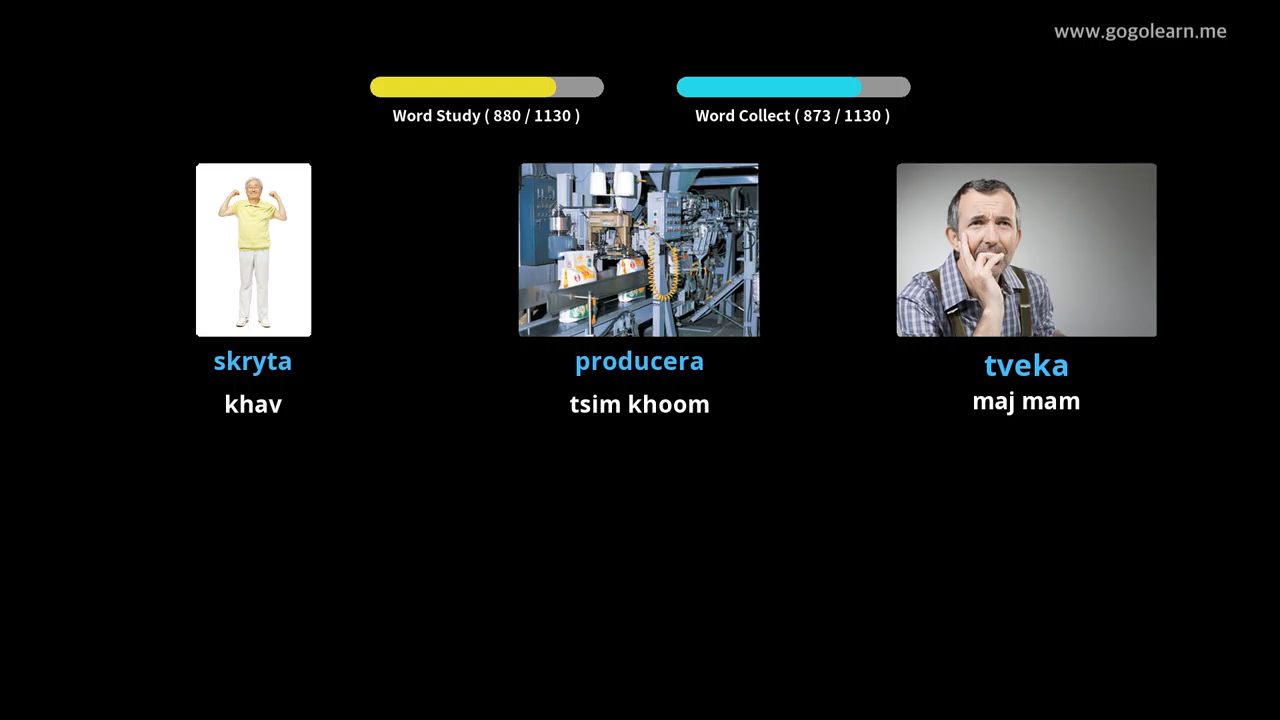 www.gogolearn.me
Word Study ( 880 / 1130 )
Word Collect ( 873 / 1130 )
skryta
producera
tveka
khav
tsim khoom
maj mam